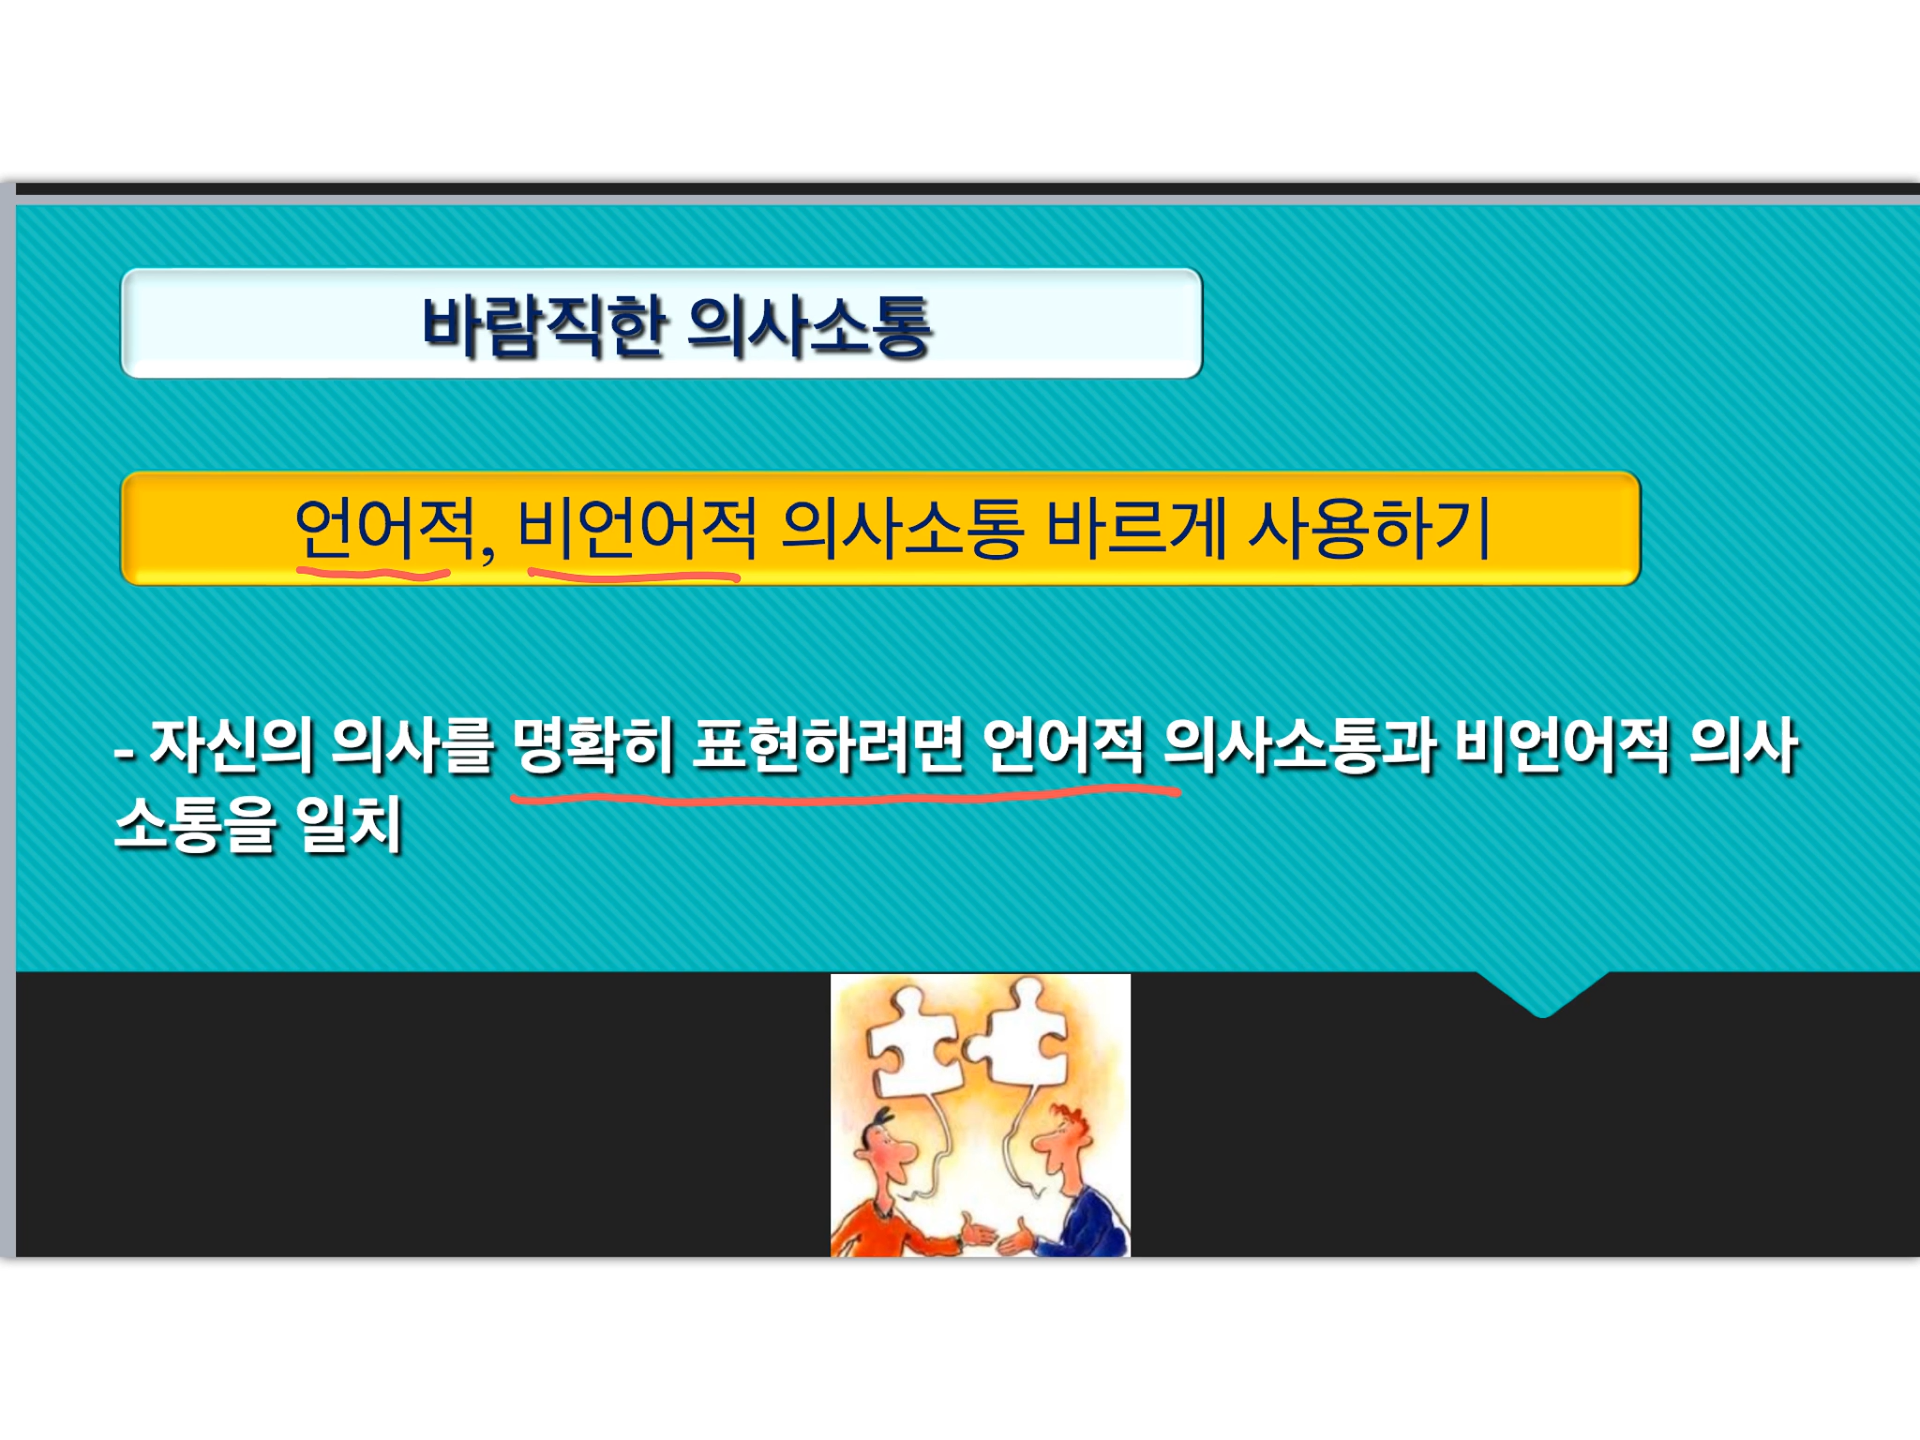 바람직한 의사소통
언어적, 비언어적 의사소통 바르게 사용하기
- 자신의 의사를 명확히 표현하려면 언어적 의사소통과 비언어적 의사
소통을 일치